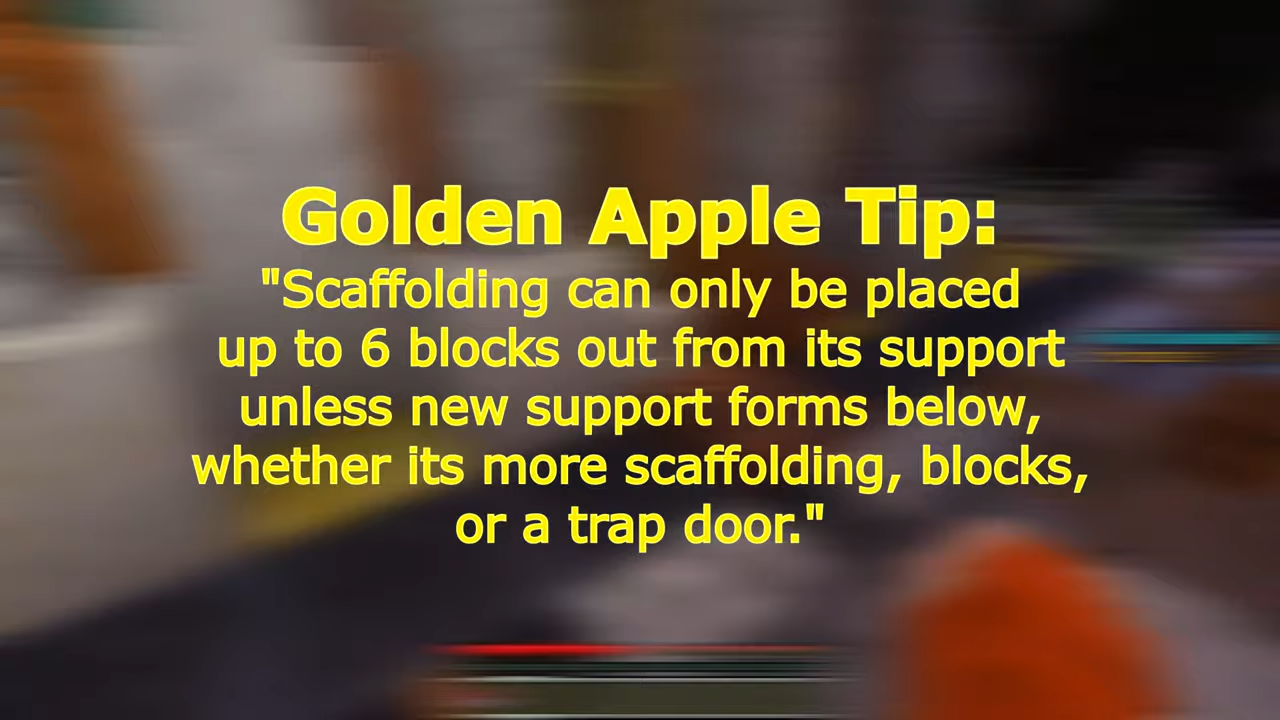 Golden Apple Tip:
"Scaffolding can only be placed
up to 6 blocks out from its support
unless new support forms below,
whether its more scaffolding, blocks,
or a trap door."